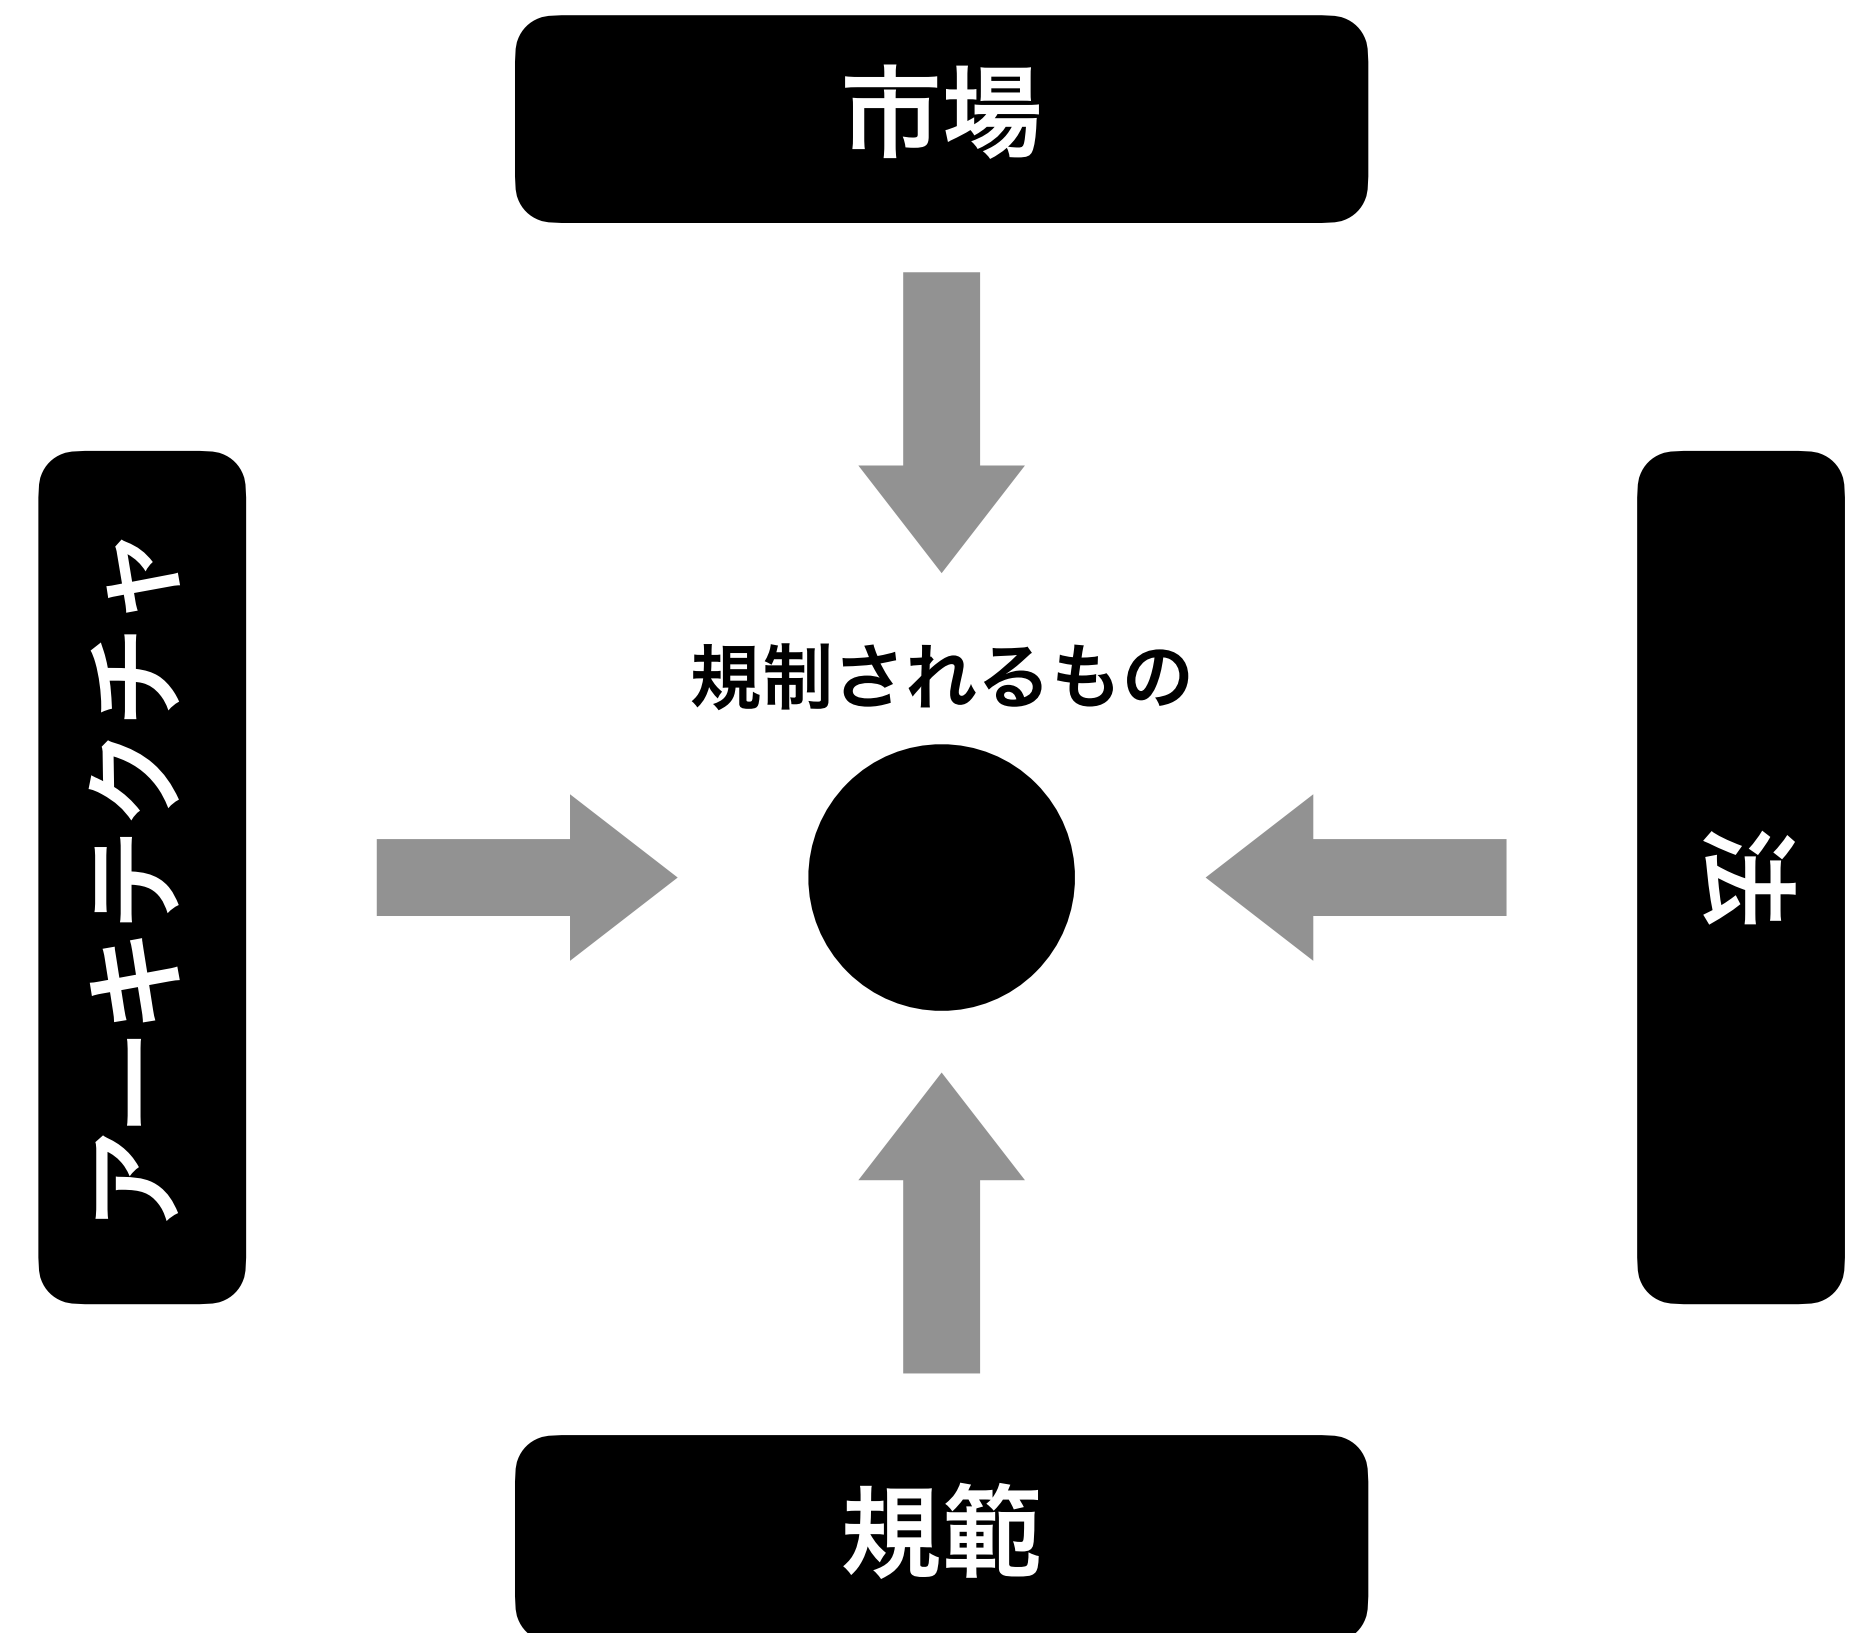 市場
規制されるもの
アーキテクチャ
法
規範